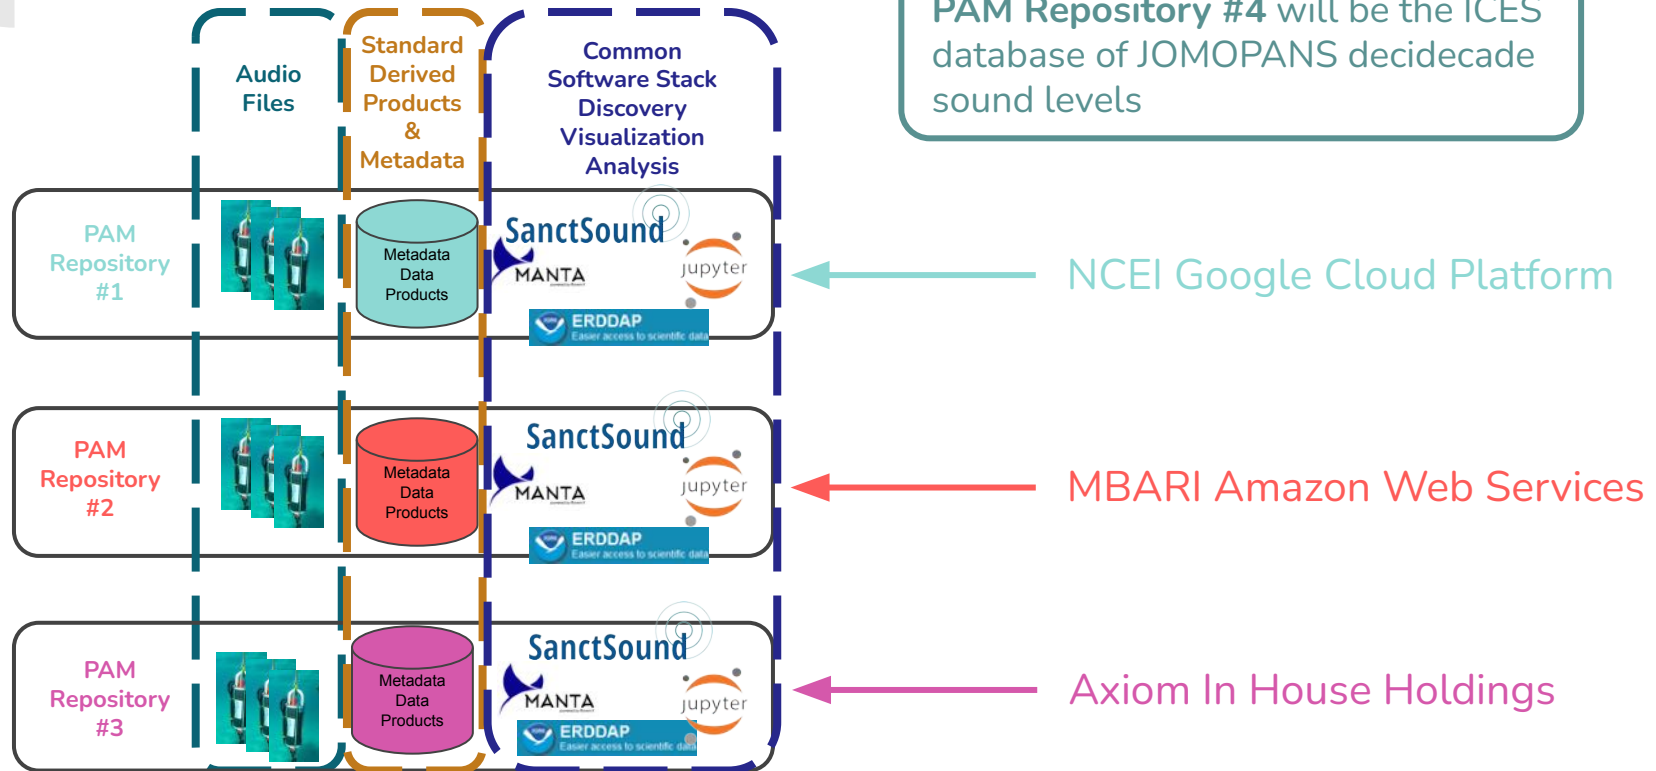 PAM Repository #4 will be the ICES
database of JOMOPANS decidecade
sound levels
Audio
Files
Standard
Derived
Products
&
Metadata
Common
Software Stack
Discovery
Visualization
Analysis
PAM
Repository
#1
Metadata
Data
Products
SanctSound
MANTA
jupyter
ERDDAP
Easier access to scientific data
NCEI Google Cloud Platform
PAM
Repository
#2
Metadata
Data
Products
SanctSound
MANTA
jupyter
ERDDAP
Easier access to scientific data
MBARI Amazon Web Services
PAM
Repository
#3
Metadata
Data
Products
SanctSound
MANTA
jupyter
ERDDAP
Easier access to scientific data
Axiom In House Holdings